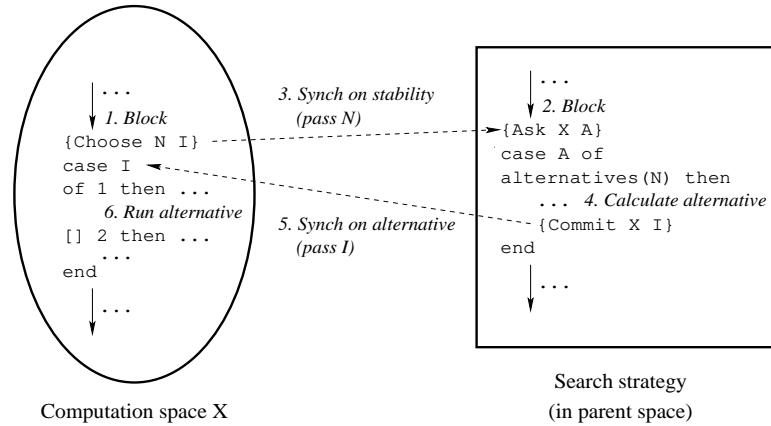 ...
1. Block
{Choose N I}
case I
of 1 then ...
6. Run alternative
[] 2 then ...
...
end
...
Computation space X
3. Synch on stability
(pass N)
5. Synch on alternative
(pass I)
...
2. Block
{Ask X A}
case A of
alternatives(N) then
... 4. Calculate alternative
{Commit X I}
end
...
Search strategy
(in parent space)